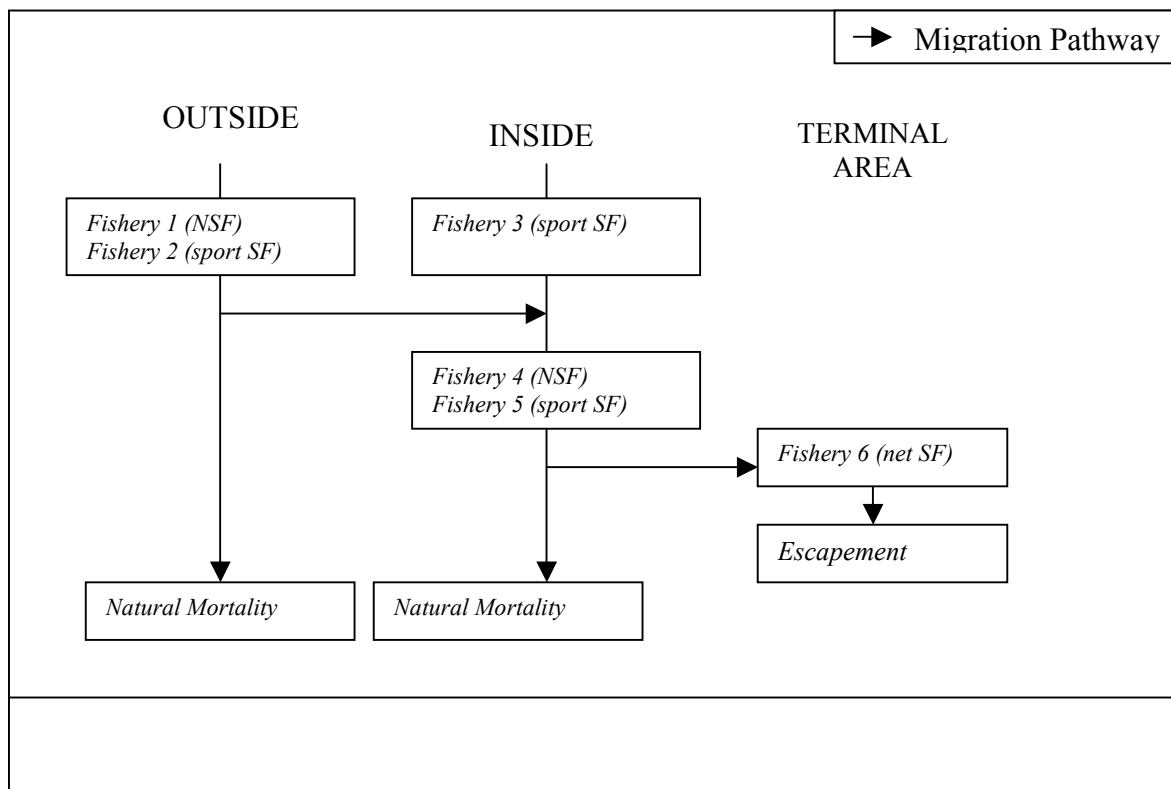 Migration Pathway
OUTSIDE
INSIDE
TERMINAL
AREA
Fishery 1 (NSF)
Fishery 2 (sport SF)
Fishery 3 (sport SF)
Fishery 4 (NSF)
Fishery 5 (sport SF)
Fishery 6 (net SF)
Escapement
Natural Mortality
Natural Mortality